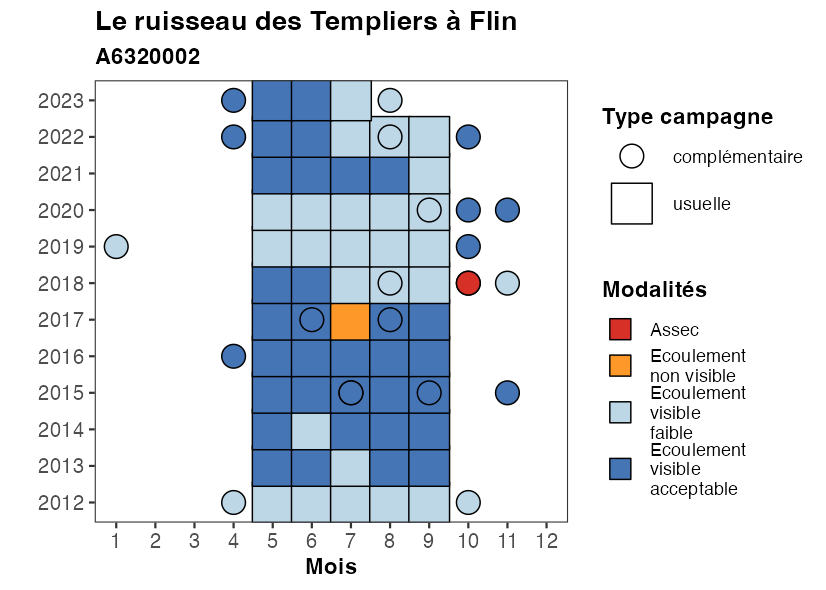 Le ruisseau des Templiers à Flin
A6320002
2023
2022
2021
2020
2019
2018
2017
2016
2015
2014
2013
2012
1 2 3 4 5 6 7 8 9 10 11 12
Mois
Type campagne
complémentaire
usuelle
Modalités
Assec
Ecoulement
non visible
Ecoulement
visible
faible
Ecoulement
visible
acceptable